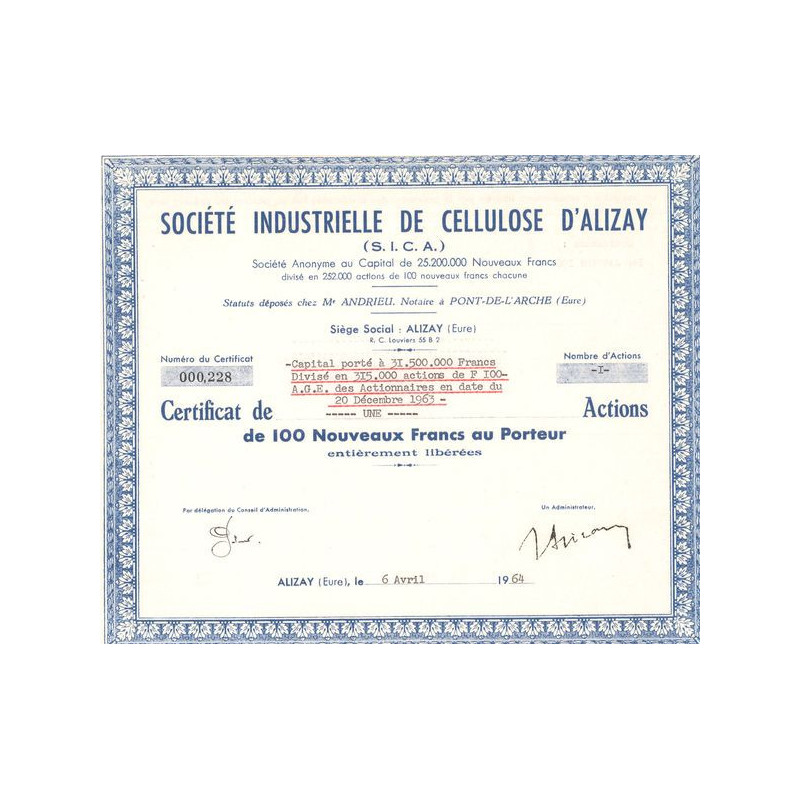 SOCIÉTÉ INDUSTRIELLE DE CELLULOSE D'ALIZAY
(S.I.C.A.)
Société Anonyme au Capital de 25.200.000 Nouveaux Francs
divisé en 252.000 actions de 100 nouveaux francs chacune
Statuts déposés chez Me ANDRIEU, Notaire à PONT-DE-L'ARCHE (Eure)
Siège Social : ALIZAY (Eure)
R. C. Louviers 55 B 2
Numéro du Certificat
000,228
-Capital porté à 31.500.000 Francs
Divisé en 315.000 actions de F 100-
A.G.E. des Actionnaires en date du
20 Décembre 1963 -
Nombre d'Actions
-I-
Certificat de ----- UNE ----- Actions
de 100 Nouveaux Francs au Porteur
entièrement libérées
Par délégation du Conseil d'Administration,
Un Administrateur,
ALIZAY (Eure), le 6 Avril 1964